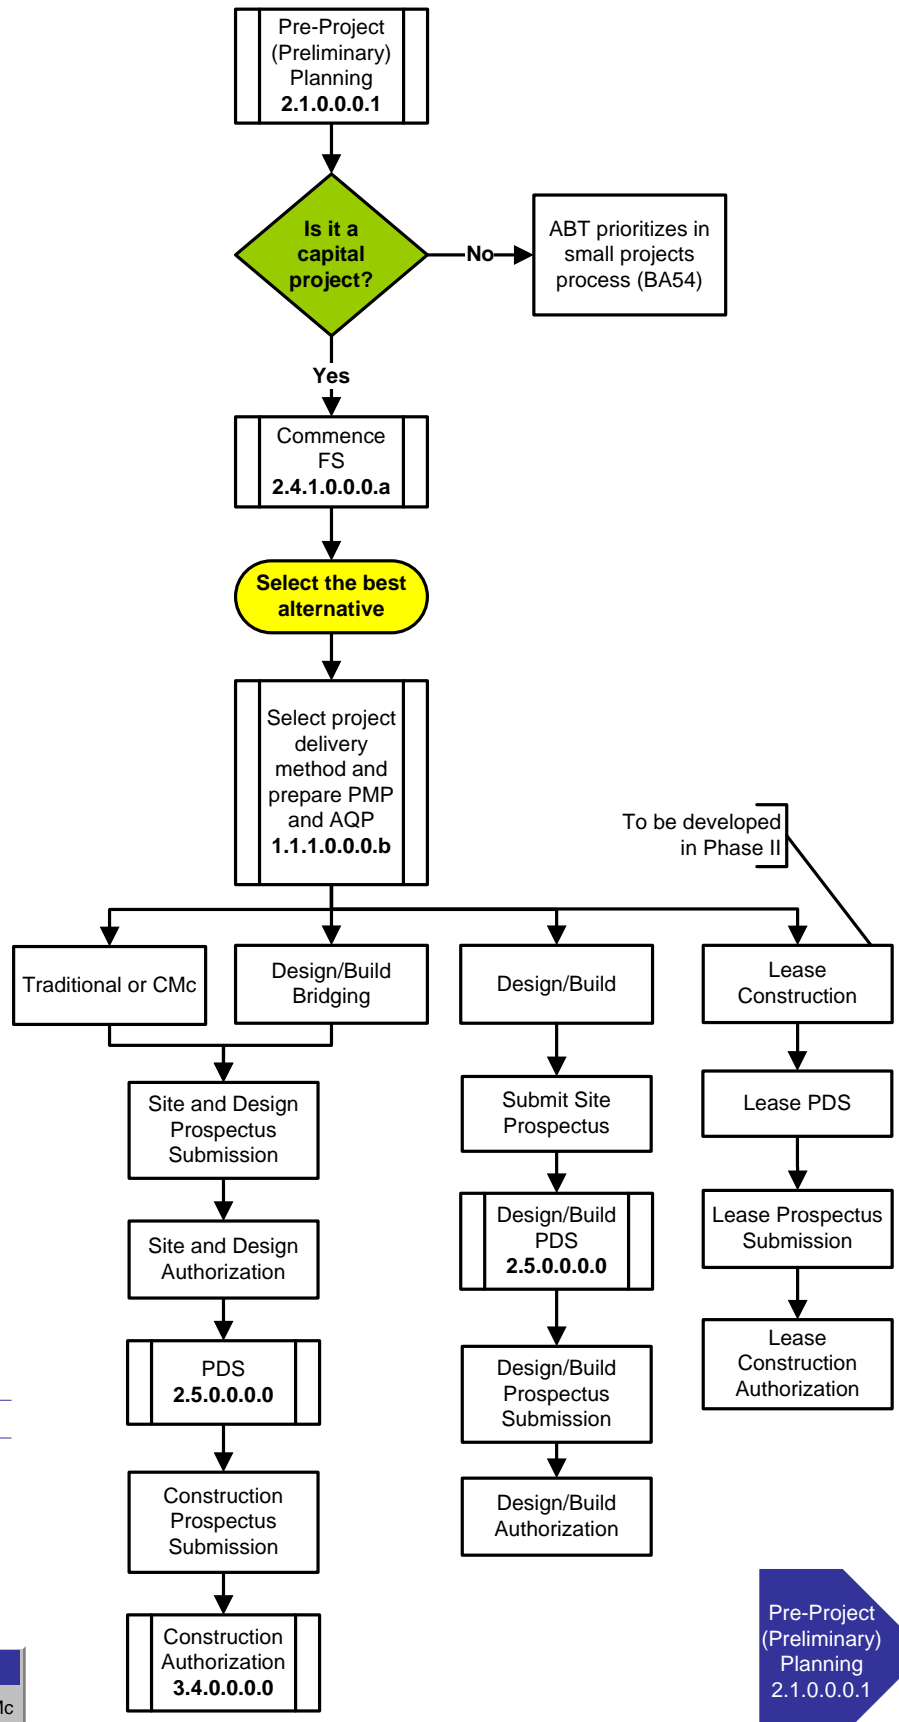 Pre-Project
(Preliminary)
Planning
2.1.0.0.0.1
Is it a
capital
project?
No
ABT prioritizes in
small projects
process (BA54)
Yes
Commence
FS
2.4.1.0.0.0.a
Select the best
alternative
Select project
delivery
method and
prepare PMP
and AQP
1.1.1.0.0.0.b
To be developed
in Phase II
Traditional or CMc
Design/Build
Bridging
Design/Build
Lease
Construction
Site and Design
Prospectus
Submission
Submit Site
Prospectus
Lease PDS
Site and Design
Authorization
Design/Build
PDS
2.5.0.0.0.0
Lease Prospectus
Submission
PDS
2.5.0.0.0.0
Design/Build
Prospectus
Submission
Lease
Construction
Authorization
Construction
Prospectus
Submission
Design/Build
Authorization
Construction
Authorization
3.4.0.0.0.0
Pre-Project
(Preliminary)
Planning
2.1.0.0.0.1